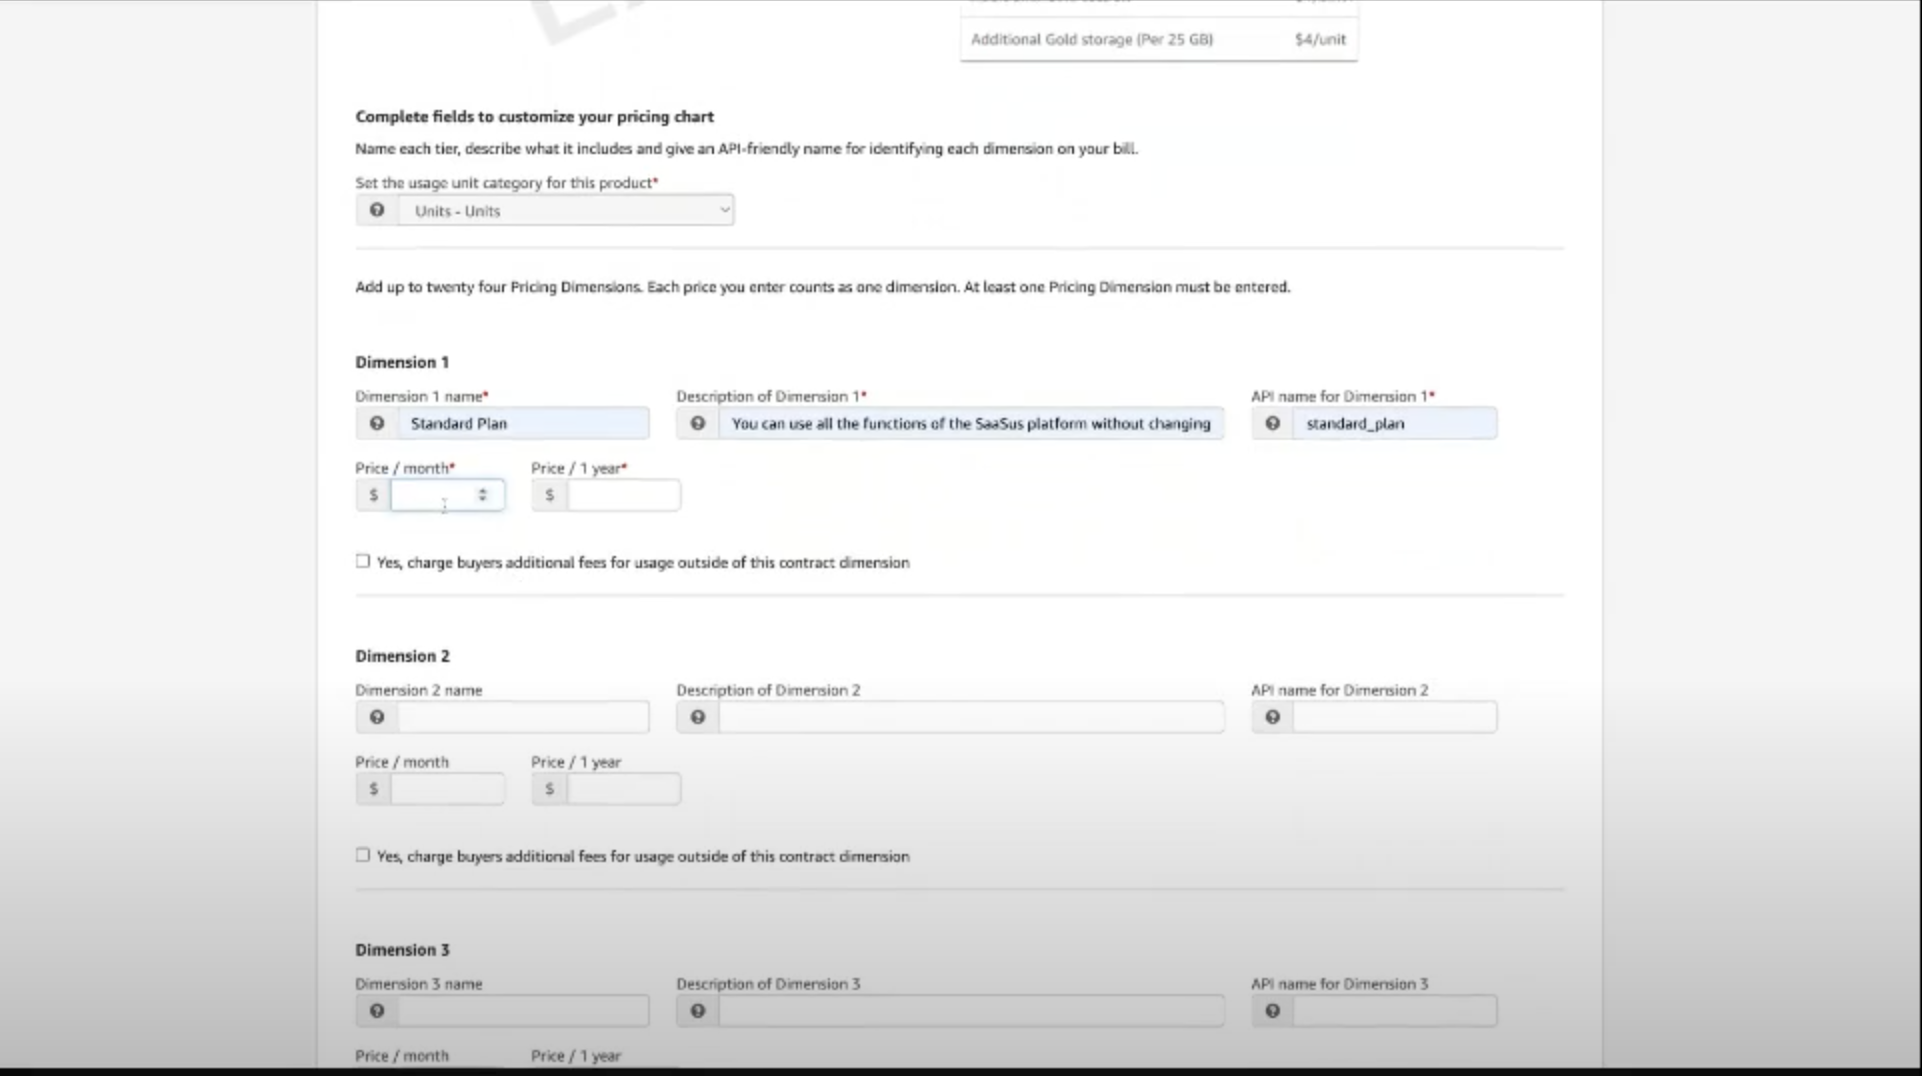 Additional Gold storage (Per 25 GB) $4/unit
Complete fields to customize your pricing chart
Name each tier, describe what it includes and give an API-friendly name for identifying each dimension on your bill.
Set the usage unit category for this product*
Units - Units
Add up to twenty four Pricing Dimensions. Each price you enter counts as one dimension. At least one Pricing Dimension must be entered.
Dimension 1
Dimension 1 name* Description of Dimension 1* API name for Dimension 1*
Standard Plan You can use all the functions of the SaaSus platform without changing standard_plan
Price / month* Price / 1 year*
$ $
Yes, charge buyers additional fees for usage outside of this contract dimension
Dimension 2
Dimension 2 name Description of Dimension 2 API name for Dimension 2
Price / month Price / 1 year
$ $
Yes, charge buyers additional fees for usage outside of this contract dimension
Dimension 3
Dimension 3 name Description of Dimension 3 API name for Dimension 3
Price / month Price / 1 year